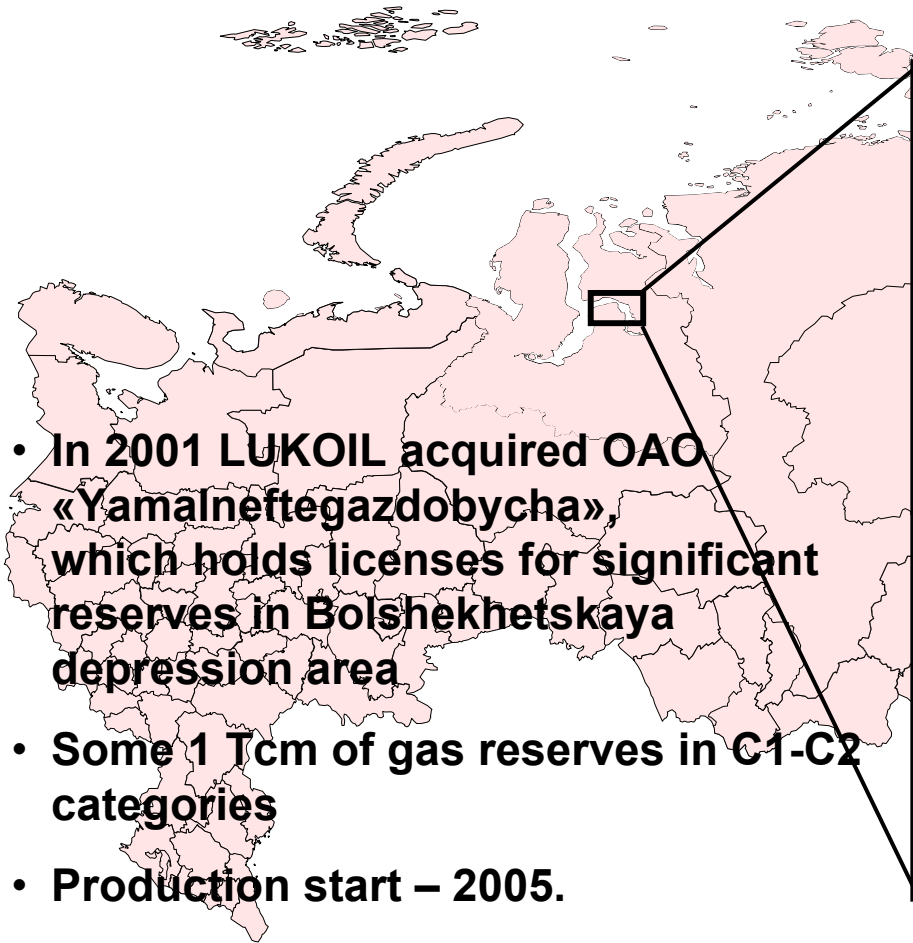 • In 2001 LUKOIL acquired OAO
«Yamalneftegazdobycha»,
which holds licenses for significant
reserves in Bolshekhetskaya
depression area
• Some 1 Tcm of gas reserves in C1-C2
categories
• Production start – 2005.